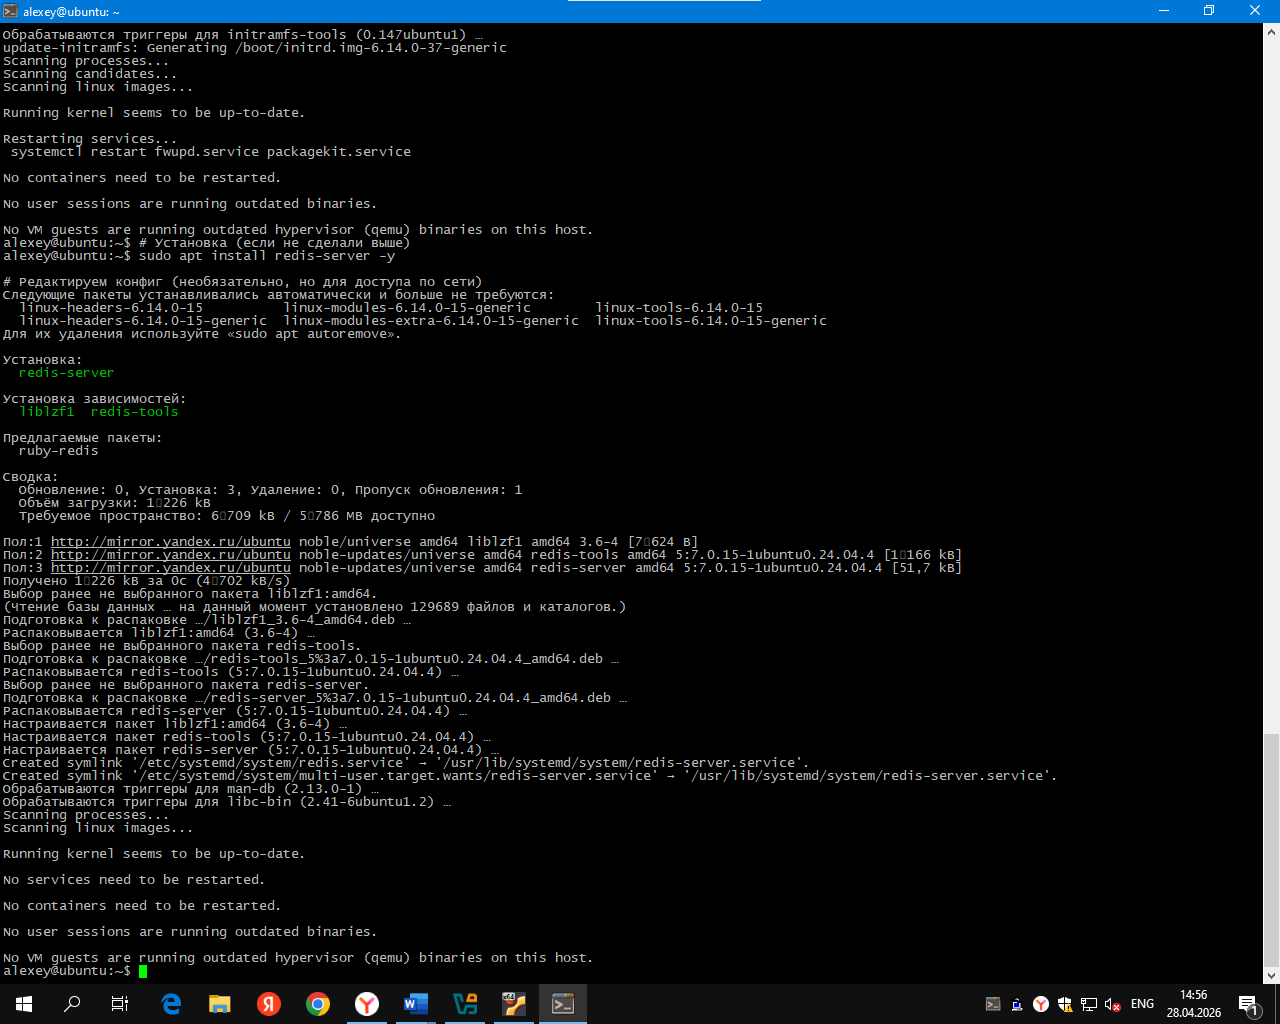 alexey@ubuntu: ~
Обрабатываются триггеры для initramfs-tools (0.147ubuntu1) …
update-initramfs: Generating /boot/initrd.img-6.14.0-37-generic
Scanning processes...
Scanning candidates...
Scanning linux images...
Running kernel seems to be up-to-date.
Restarting services...
systemctl restart fwupd.service packagekit.service
No containers need to be restarted.
No user sessions are running outdated binaries.
No VM guests are running outdated hypervisor (qemu) binaries on this host.
alexey@ubuntu:~$ # Установка (если не сделали выше)
alexey@ubuntu:~$ sudo apt install redis-server -y
# Редактируем конфиг (необязательно, но для доступа по сети)
Следующие пакеты устанавливались автоматически и больше не требуются:
linux-headers-6.14.0-15 linux-modules-6.14.0-15-generic linux-tools-6.14.0-15
linux-headers-6.14.0-15-generic linux-modules-extra-6.14.0-15-generic linux-tools-6.14.0-15-generic
Для их удаления используйте «sudo apt autoremove».
Установка:
redis-server
Установка зависимостей:
liblzf1 redis-tools
Предлагаемые пакеты:
ruby-redis
Сводка:
Обновление: 0, Установка: 3, Удаление: 0, Пропуск обновления: 1
Объём загрузки: 1▯226 kB
Требуемое пространство: 6▯709 kB / 5▯786 MB доступно
Пол:1 http://mirror.yandex.ru/ubuntu noble/universe amd64 liblzf1 amd64 3.6-4 [7▯624 B]
Пол:2 http://mirror.yandex.ru/ubuntu noble-updates/universe amd64 redis-tools amd64 5:7.0.15-1ubuntu0.24.04.4 [1▯166 kB]
Пол:3 http://mirror.yandex.ru/ubuntu noble-updates/universe amd64 redis-server amd64 5:7.0.15-1ubuntu0.24.04.4 [51,7 kB]
Получено 1▯226 kB за 0с (4▯702 kB/s)
Выбор ранее не выбранного пакета liblzf1:amd64.
(Чтение базы данных … на данный момент установлено 129689 файлов и каталогов.)
Подготовка к распаковке …/liblzf1_3.6-4_amd64.deb …
Распаковывается liblzf1:amd64 (3.6-4) …
Выбор ранее не выбранного пакета redis-tools.
Подготовка к распаковке …/redis-tools_5%3a7.0.15-1ubuntu0.24.04.4_amd64.deb …
Распаковывается redis-tools (5:7.0.15-1ubuntu0.24.04.4) …
Выбор ранее не выбранного пакета redis-server.
Подготовка к распаковке …/redis-server_5%3a7.0.15-1ubuntu0.24.04.4_amd64.deb …
Распаковывается redis-server (5:7.0.15-1ubuntu0.24.04.4) …
Настраивается пакет liblzf1:amd64 (3.6-4) …
Настраивается пакет redis-tools (5:7.0.15-1ubuntu0.24.04.4) …
Настраивается пакет redis-server (5:7.0.15-1ubuntu0.24.04.4) …
Created symlink '/etc/systemd/system/redis.service' → '/usr/lib/systemd/system/redis-server.service'.
Created symlink '/etc/systemd/system/multi-user.target.wants/redis-server.service' → '/usr/lib/systemd/system/redis-server.service'.
Обрабатываются триггеры для man-db (2.13.0-1) …
Обрабатываются триггеры для libc-bin (2.41-6ubuntu1.2) …
Scanning processes...
Scanning linux images...
Running kernel seems to be up-to-date.
No services need to be restarted.
No containers need to be restarted.
No user sessions are running outdated binaries.
No VM guests are running outdated hypervisor (qemu) binaries on this host.
alexey@ubuntu:~$
ENG
14:56
28.04.2026
1